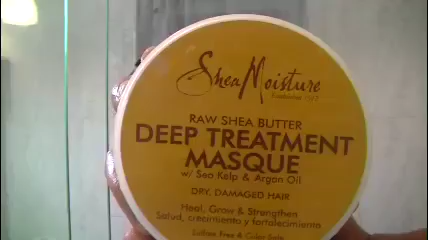 SheaMoisture
Established 1912
RAW SHEA BUTTER
DEEP TREATMENT
MASQUE
w/ Sea Kelp & Argan Oil
DRY, DAMAGED HAIR
Heal, Grow & Strengthen
Salud, crecimiento y fortalecimiento
Sulfate Free & Color Safe